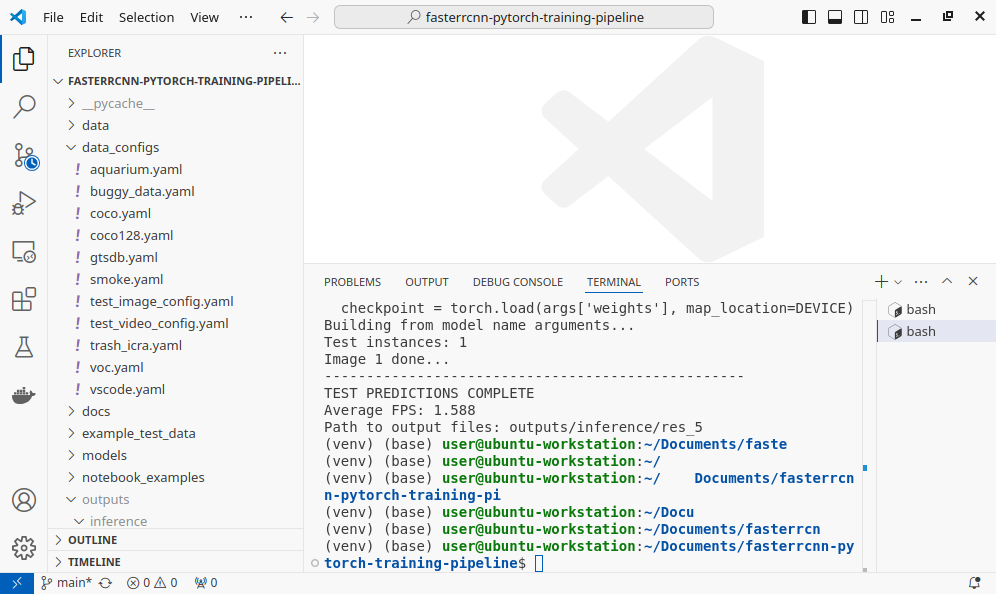 File Edit Selection View ··· fasterrcnn-pytorch-training-pipeline
EXPLORER
FASTERRCNN-PYTORCH-TRAINING-PIPELI...
__pycache__
data
data_configs
! aquarium.yaml
! buggy_data.yaml
! coco.yaml
! coco128.yaml
! gtsdb.yaml
! smoke.yaml
! test_image_config.yaml
! test_video_config.yaml
! trash_icra.yaml
! voc.yaml
! vscode.yaml
docs
example_test_data
models
notebook_examples
outputs
inference
OUTLINE
TIMELINE
PROBLEMS OUTPUT DEBUG CONSOLE TERMINAL PORTS
checkpoint = torch.load(args['weights'], map_location=DEVICE)
Building from model name arguments...
Test instances: 1
Image 1 done...
--------------------------------------------------
TEST PREDICTIONS COMPLETE
Average FPS: 1.588
Path to output files: outputs/inference/res_5
(venv) (base) user@ubuntu-workstation:~/Documents/faste
(venv) (base) user@ubuntu-workstation:~/
(venv) (base) user@ubuntu-workstation:~/    Documents/fasterrcn
n-pytorch-training-pi
(venv) (base) user@ubuntu-workstation:~/Docu
(venv) (base) user@ubuntu-workstation:~/Documents/fasterrcn
(venv) (base) user@ubuntu-workstation:~/Documents/fasterrcnn-py
torch-training-pipeline$
bash
bash
main* 0 0 0